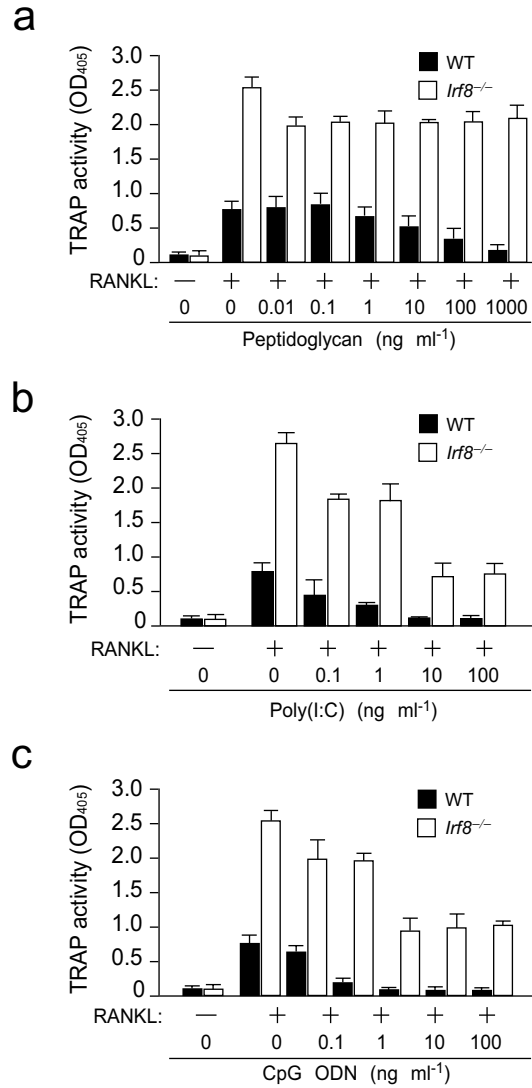 a
TRAP activity (OD405)
3.0
2.5
2.0
1.5
1.0
0.5
0
WT
Irf8–/–
RANKL: — + + + + + + +
0 0 0.01 0.1 1 10 100 1000
Peptidoglycan (ng ml-1)
b
TRAP activity (OD405)
3.0
2.5
2.0
1.5
1.0
0.5
0
WT
Irf8–/–
RANKL: — + + + + +
0 0 0.1 1 10 100
Poly(I:C) (ng ml-1)
c
TRAP activity (OD405)
3.0
2.5
2.0
1.5
1.0
0.5
0
WT
Irf8–/–
RANKL: — + + + + +
0 0 0.1 1 10 100
CpG ODN (ng ml-1)